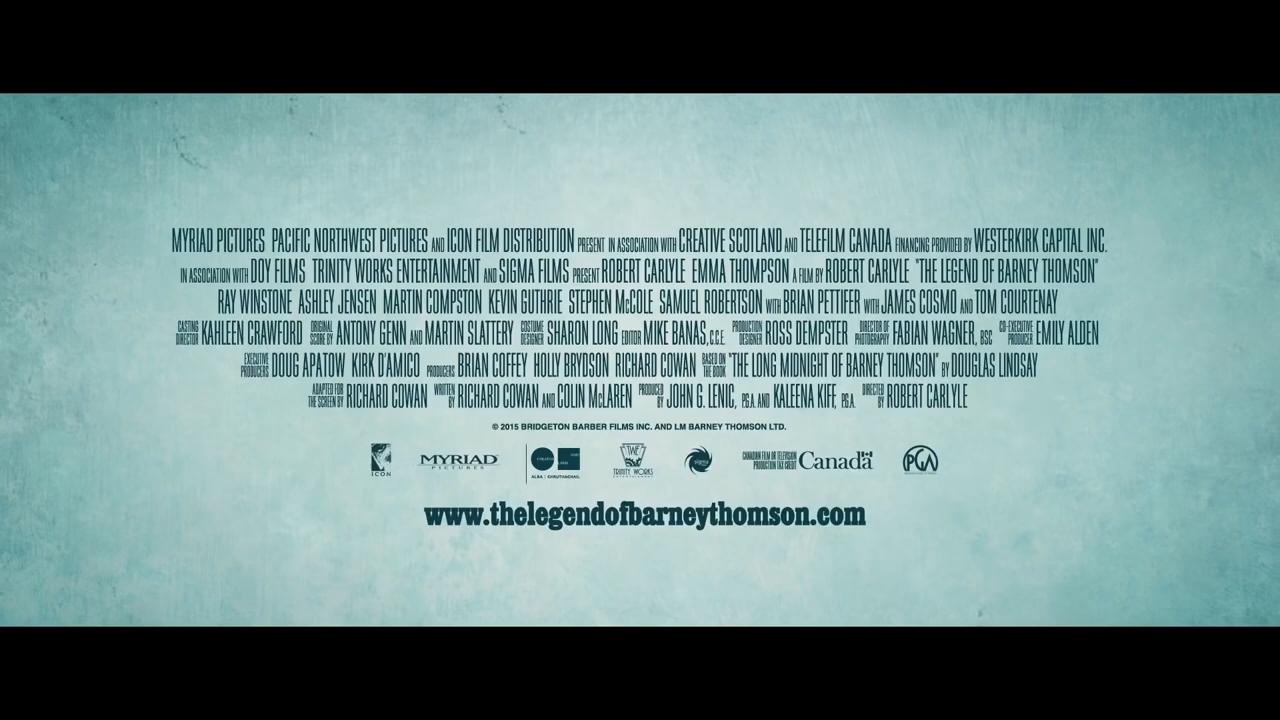 MYRIAD PICTURES PACIFIC NORTHWEST PICTURES AND ICON FILM DISTRIBUTION PRESENT IN ASSOCIATION WITH CREATIVE SCOTLAND AND TELEFILM CANADA FINANCING PROVIDED BY WESTERKIRK CAPITAL INC.
IN ASSOCIATION WITH DOY FILMS TRINITY WORKS ENTERTAINMENT AND SIGMA FILMS PRESENT ROBERT CARLYLE EMMA THOMPSON A FILM BY ROBERT CARLYLE "THE LEGEND OF BARNEY THOMSON"
RAY WINSTONE ASHLEY JENSEN MARTIN COMPSTON KEVIN GUTHRIE STEPHEN McCOLE SAMUEL ROBERTSON WITH BRIAN PETTIFER WITH JAMES COSMO AND TOM COURTENAY
CASTING DIRECTOR KAHLEEN CRAWFORD ORIGINAL SCORE BY ANTONY GENN AND MARTIN SLATTERY COSTUME DESIGNER SHARON LONG EDITOR MIKE BANAS, C.C.E. PRODUCTION DESIGNER ROSS DEMPSTER DIRECTOR OF PHOTOGRAPHY FABIAN WAGNER, BSC CO-EXECUTIVE PRODUCER EMILY ALDEN
EXECUTIVE PRODUCERS DOUG APATOW KIRK D'AMICO PRODUCERS BRIAN COFFEY HOLLY BRYDSON RICHARD COWAN BASED ON THE BOOK "THE LONG MIDNIGHT OF BARNEY THOMSON" BY DOUGLAS LINDSAY
ADAPTED FOR THE SCREEN BY RICHARD COWAN WRITTEN BY RICHARD COWAN AND COLIN McLAREN PRODUCED BY JOHN G. LENIC, P.G.A. AND KALEENA KIFF, P.G.A. DIRECTED BY ROBERT CARLYLE
© 2015 BRIDGETON BARBER FILMS INC. AND LM BARNEY THOMSON LTD.
ICON MYRIAD PICTURES ALBA | CHRUTHACHAIL TWE TRINITY WORKS ENTERTAINMENT sigma CANADIAN FILM OR TELEVISION PRODUCTION TAX CREDIT Canada PGA
www.thelegendofbarneythomson.com